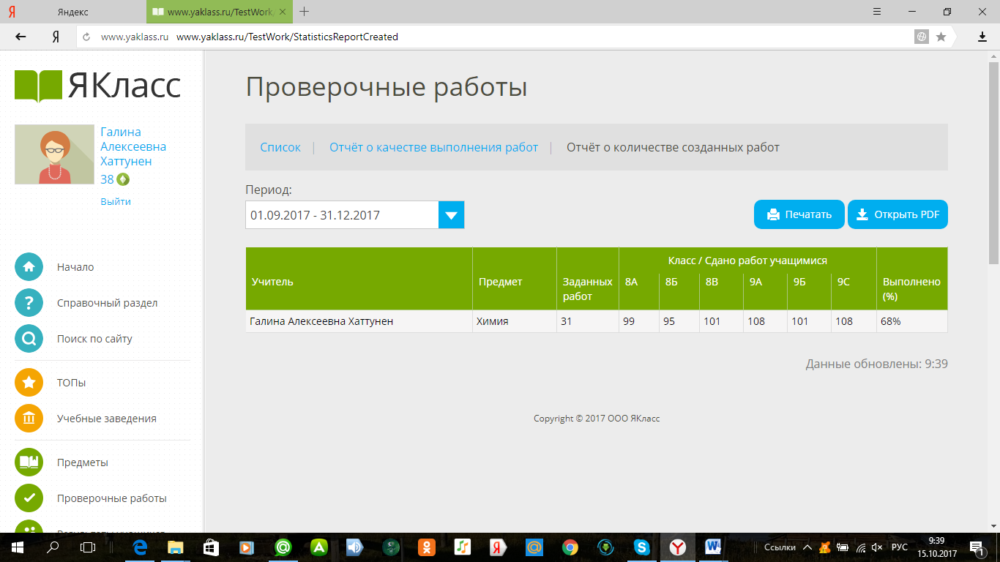 Яндекс
www.yaklass.ru/TestWork/
www.yaklass.ru www.yaklass.ru/TestWork/StatisticsReportCreated
ЯКласс
Галина
Алексеевна
Хаттунен
38
Выйти
Начало
Справочный раздел
Поиск по сайту
ТОПы
Учебные заведения
Предметы
Проверочные работы
Проверочные работы
Список | Отчёт о качестве выполнения работ | Отчёт о количестве созданных работ
Период:
01.09.2017 - 31.12.2017
Печатать Открыть PDF
Класс / Сдано работ учащимися
Учитель Предмет Заданных работ 8А 8Б 8В 9А 9Б 9С Выполнено (%)
Галина Алексеевна Хаттунен Химия 31 99 95 101 108 101 108 68%
Данные обновлены: 9:39
Copyright © 2017 ООО ЯКласс
Ссылки РУС
9:39
15.10.2017
1